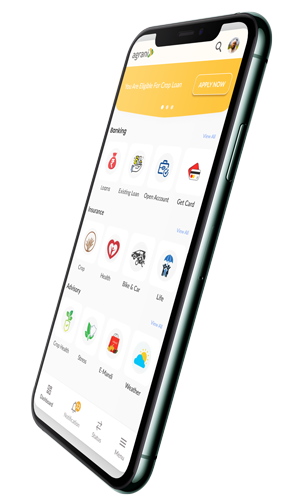 agrani
You Are Eligible For Crop Loan
APPLY NOW
Banking
View All
Loans
Existing Loan
Open Account
Get Card
Insurance
View All
Crop
Health
Bike & Car
Life
Advisory
View All
Crop Health
Stress
E-Mandi
Weather
Dashboard
Notification
Status
Menu